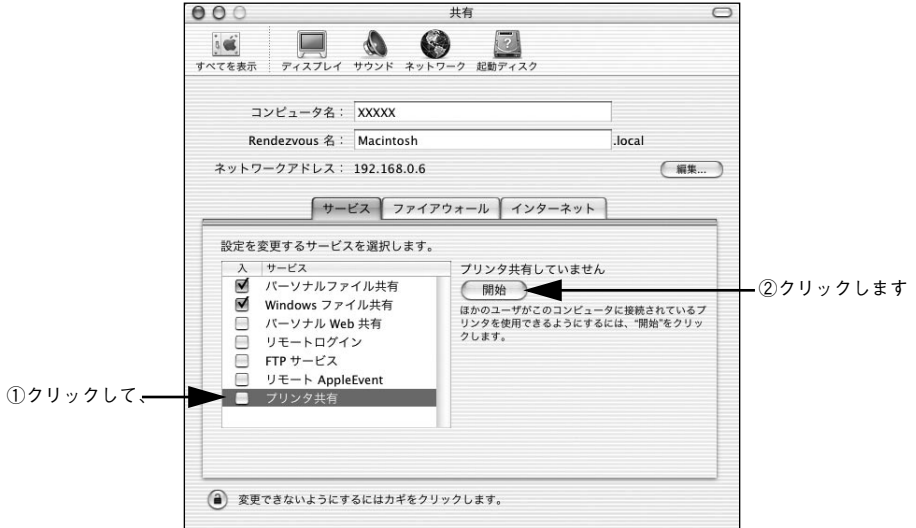 共有
すべてを表示 ディスプレイ サウンド ネットワーク 起動ディスク
コンピュータ名： XXXXX
Rendezvous 名： Macintosh .local
ネットワークアドレス： 192.168.0.6 編集...
サービス ファイアウォール インターネット
設定を変更するサービスを選択します。
入 サービス
パーソナルファイル共有
Windows ファイル共有
パーソナル Web 共有
リモートログイン
FTP サービス
リモート AppleEvent
プリンタ共有
プリンタ共有していません
開始
ほかのユーザがこのコンピュータに接続されているプ
リンタを使用できるようにするには、“開始”をクリッ
クします。
①クリックして、
②クリックします
変更できないようにするにはカギをクリックします。